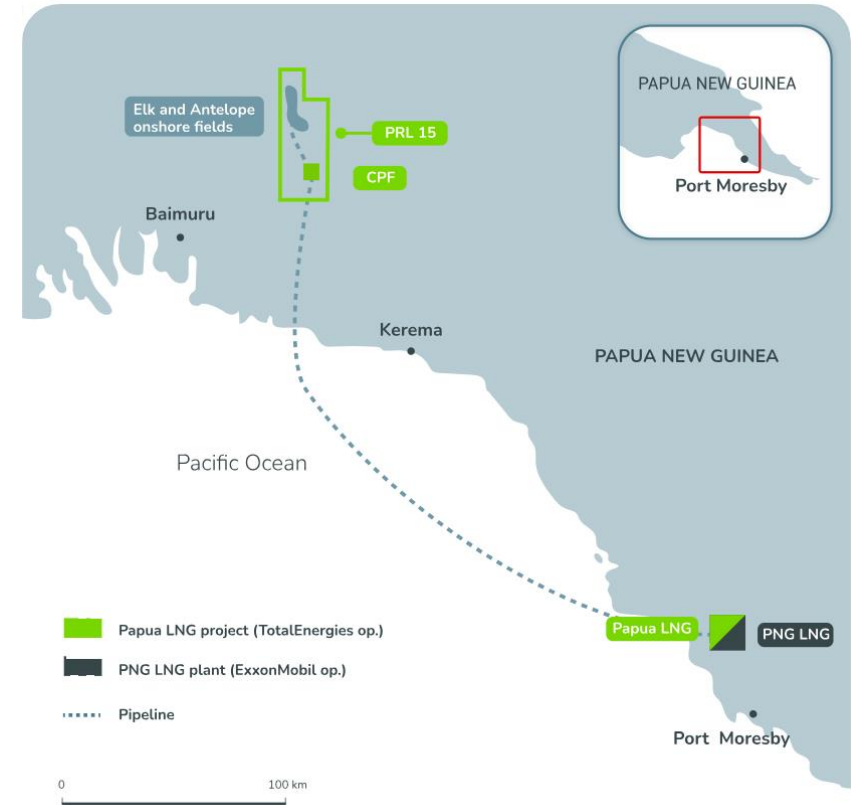 PAPUA NEW GUINEA
Port Moresby
Elk and Antelope
onshore fields
PRL 15
CPF
Baimuru
Kerema
PAPUA NEW GUINEA
Pacific Ocean
Papua LNG
PNG LNG
Papua LNG project (TotalEnergies op.)
PNG LNG plant (ExxonMobil op.)
Pipeline
Port Moresby
0
100 km